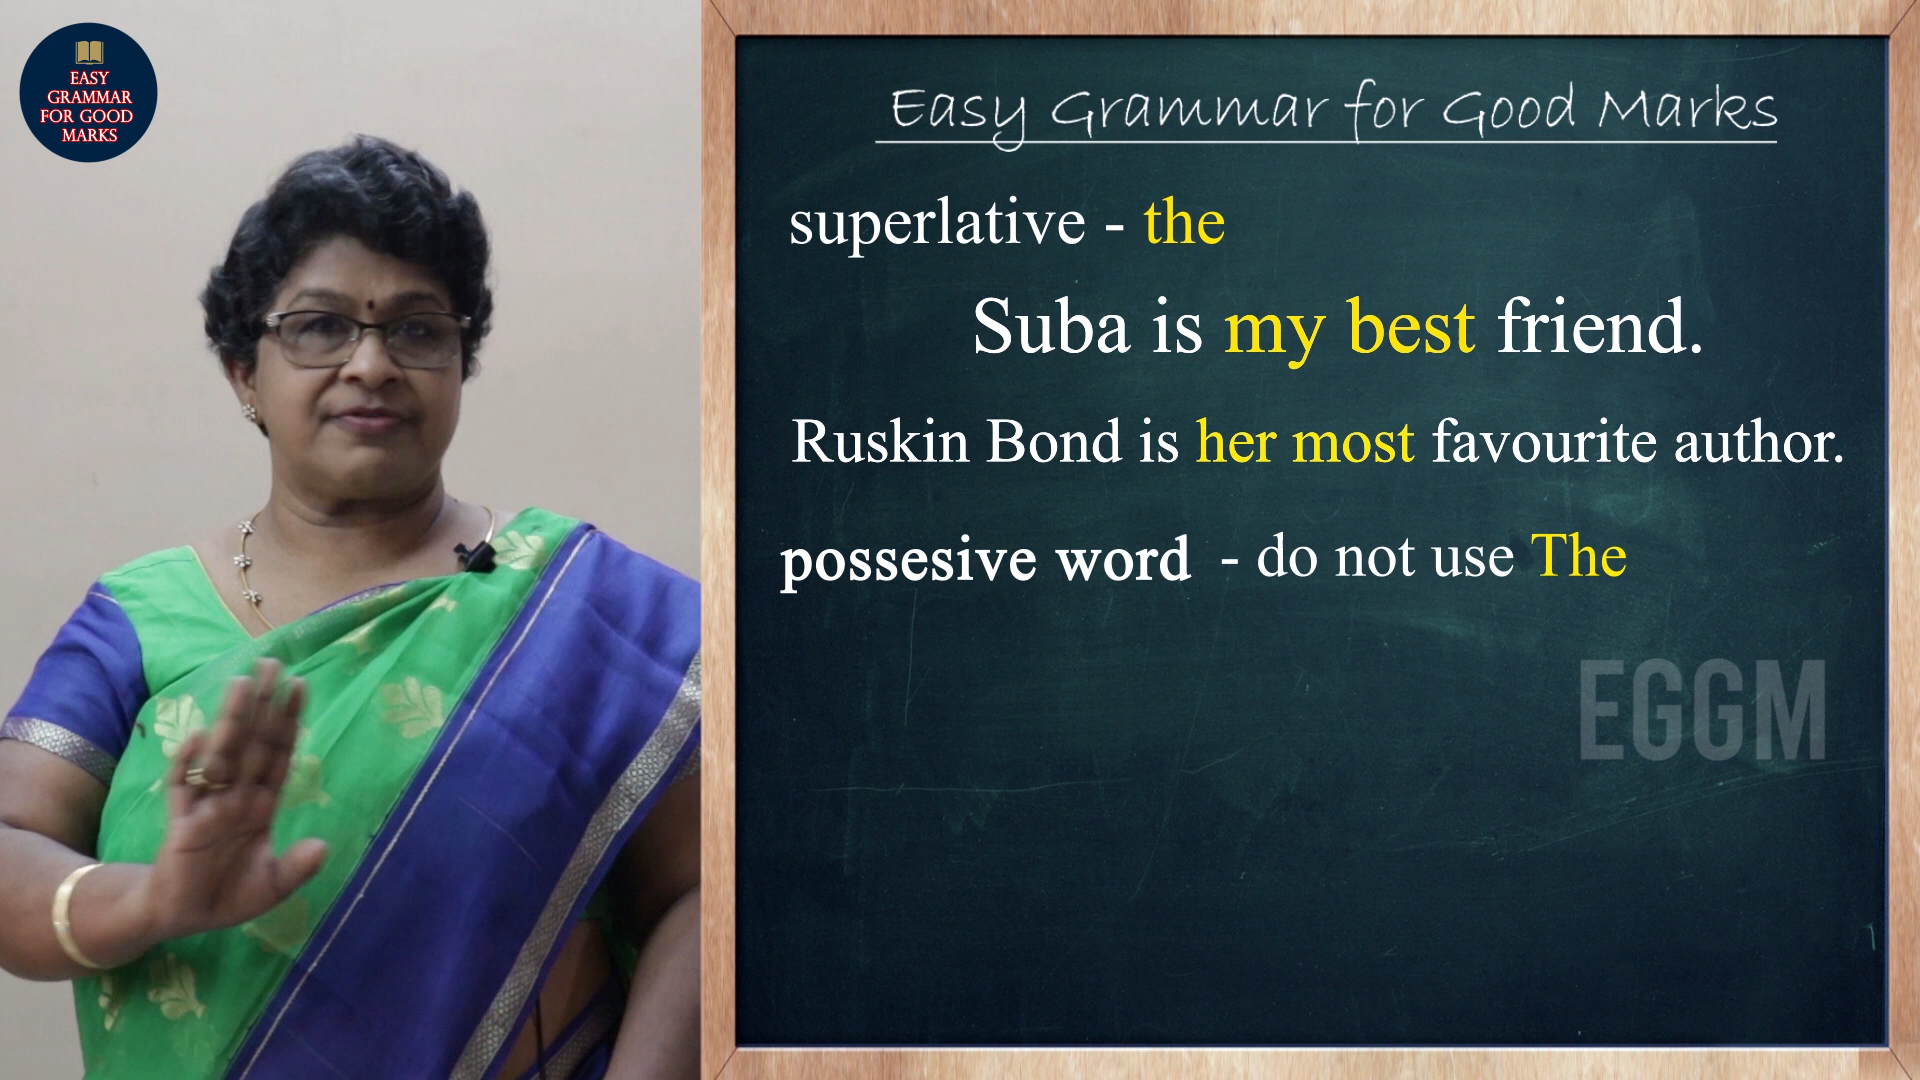 EASY
GRAMMAR
FOR GOOD
MARKS
Easy Grammar for Good Marks
superlative - the
Suba is my best friend.
Ruskin Bond is her most favourite author.
possesive word - do not use The
EGGM